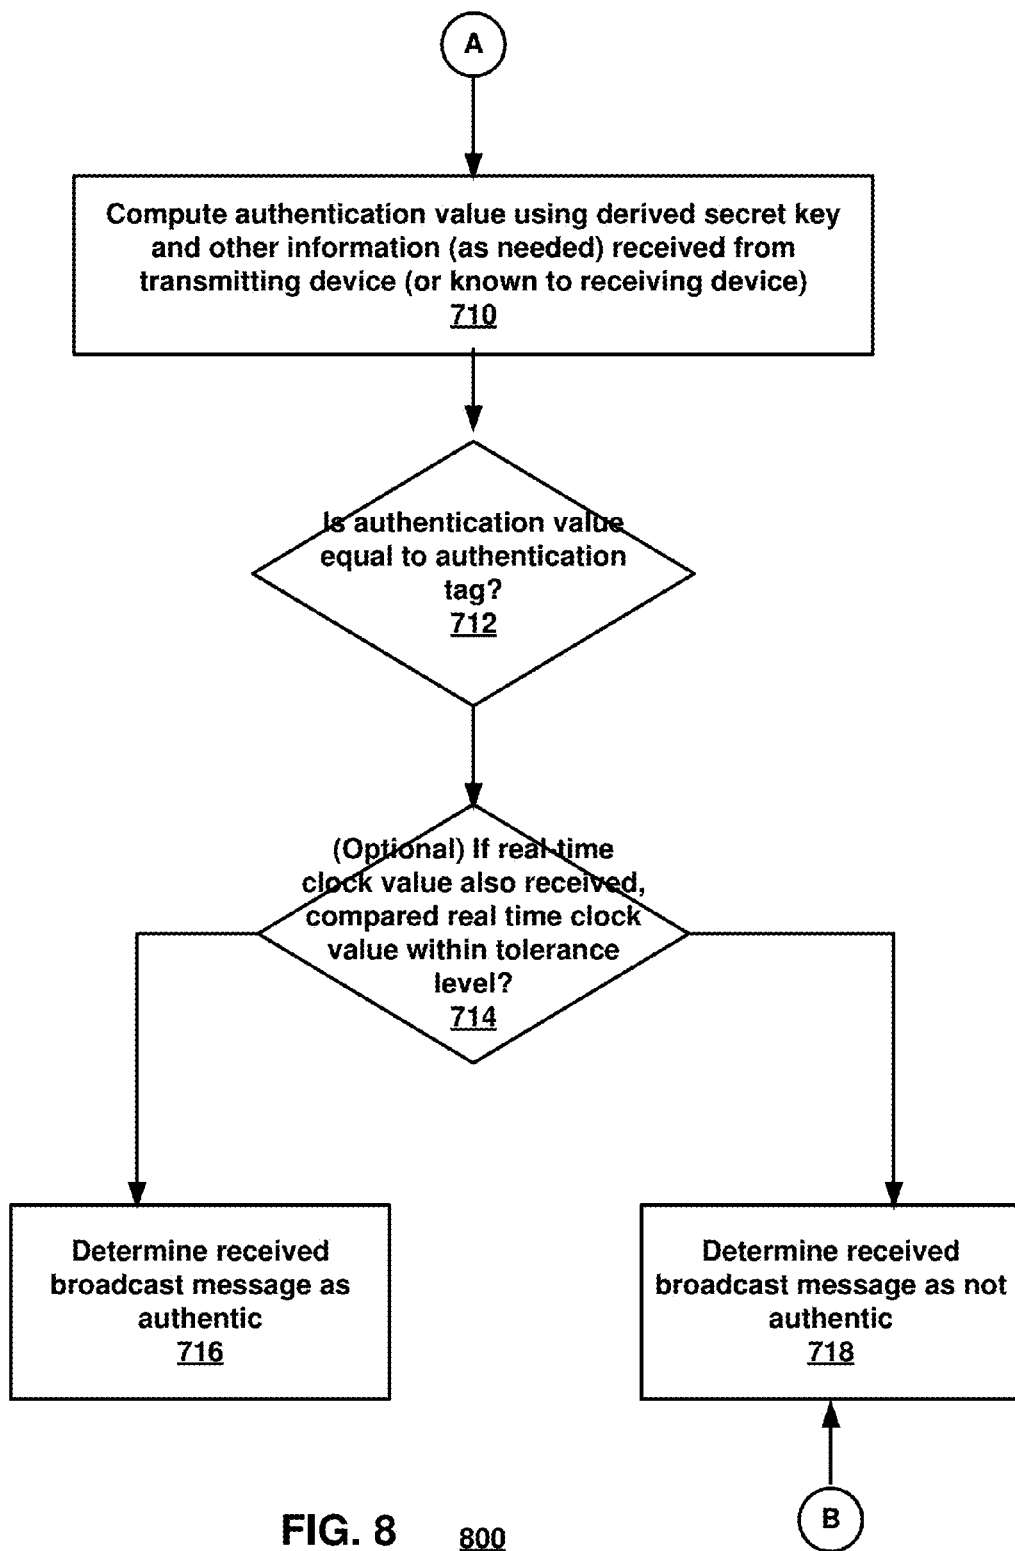 A
Compute authentication value using derived secret key
and other information (as needed) received from
transmitting device (or known to receiving device)
710
Is authentication value
equal to authentication
tag?
712
(Optional) If real-time
clock value also received,
compared real time clock
value within tolerance
level?
714
Determine received
broadcast message as
authentic
716
Determine received
broadcast message as not
authentic
718
B
FIG. 8 800